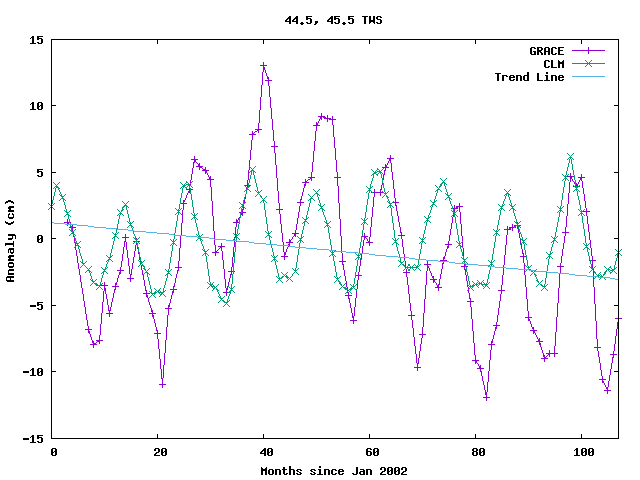 44.5, 45.5 TWS
GRACE
CLM
Trend Line
Anomaly (cm)
15
10
5
0
-5
-10
-15
0 20 40 60 80 100
Months since Jan 2002